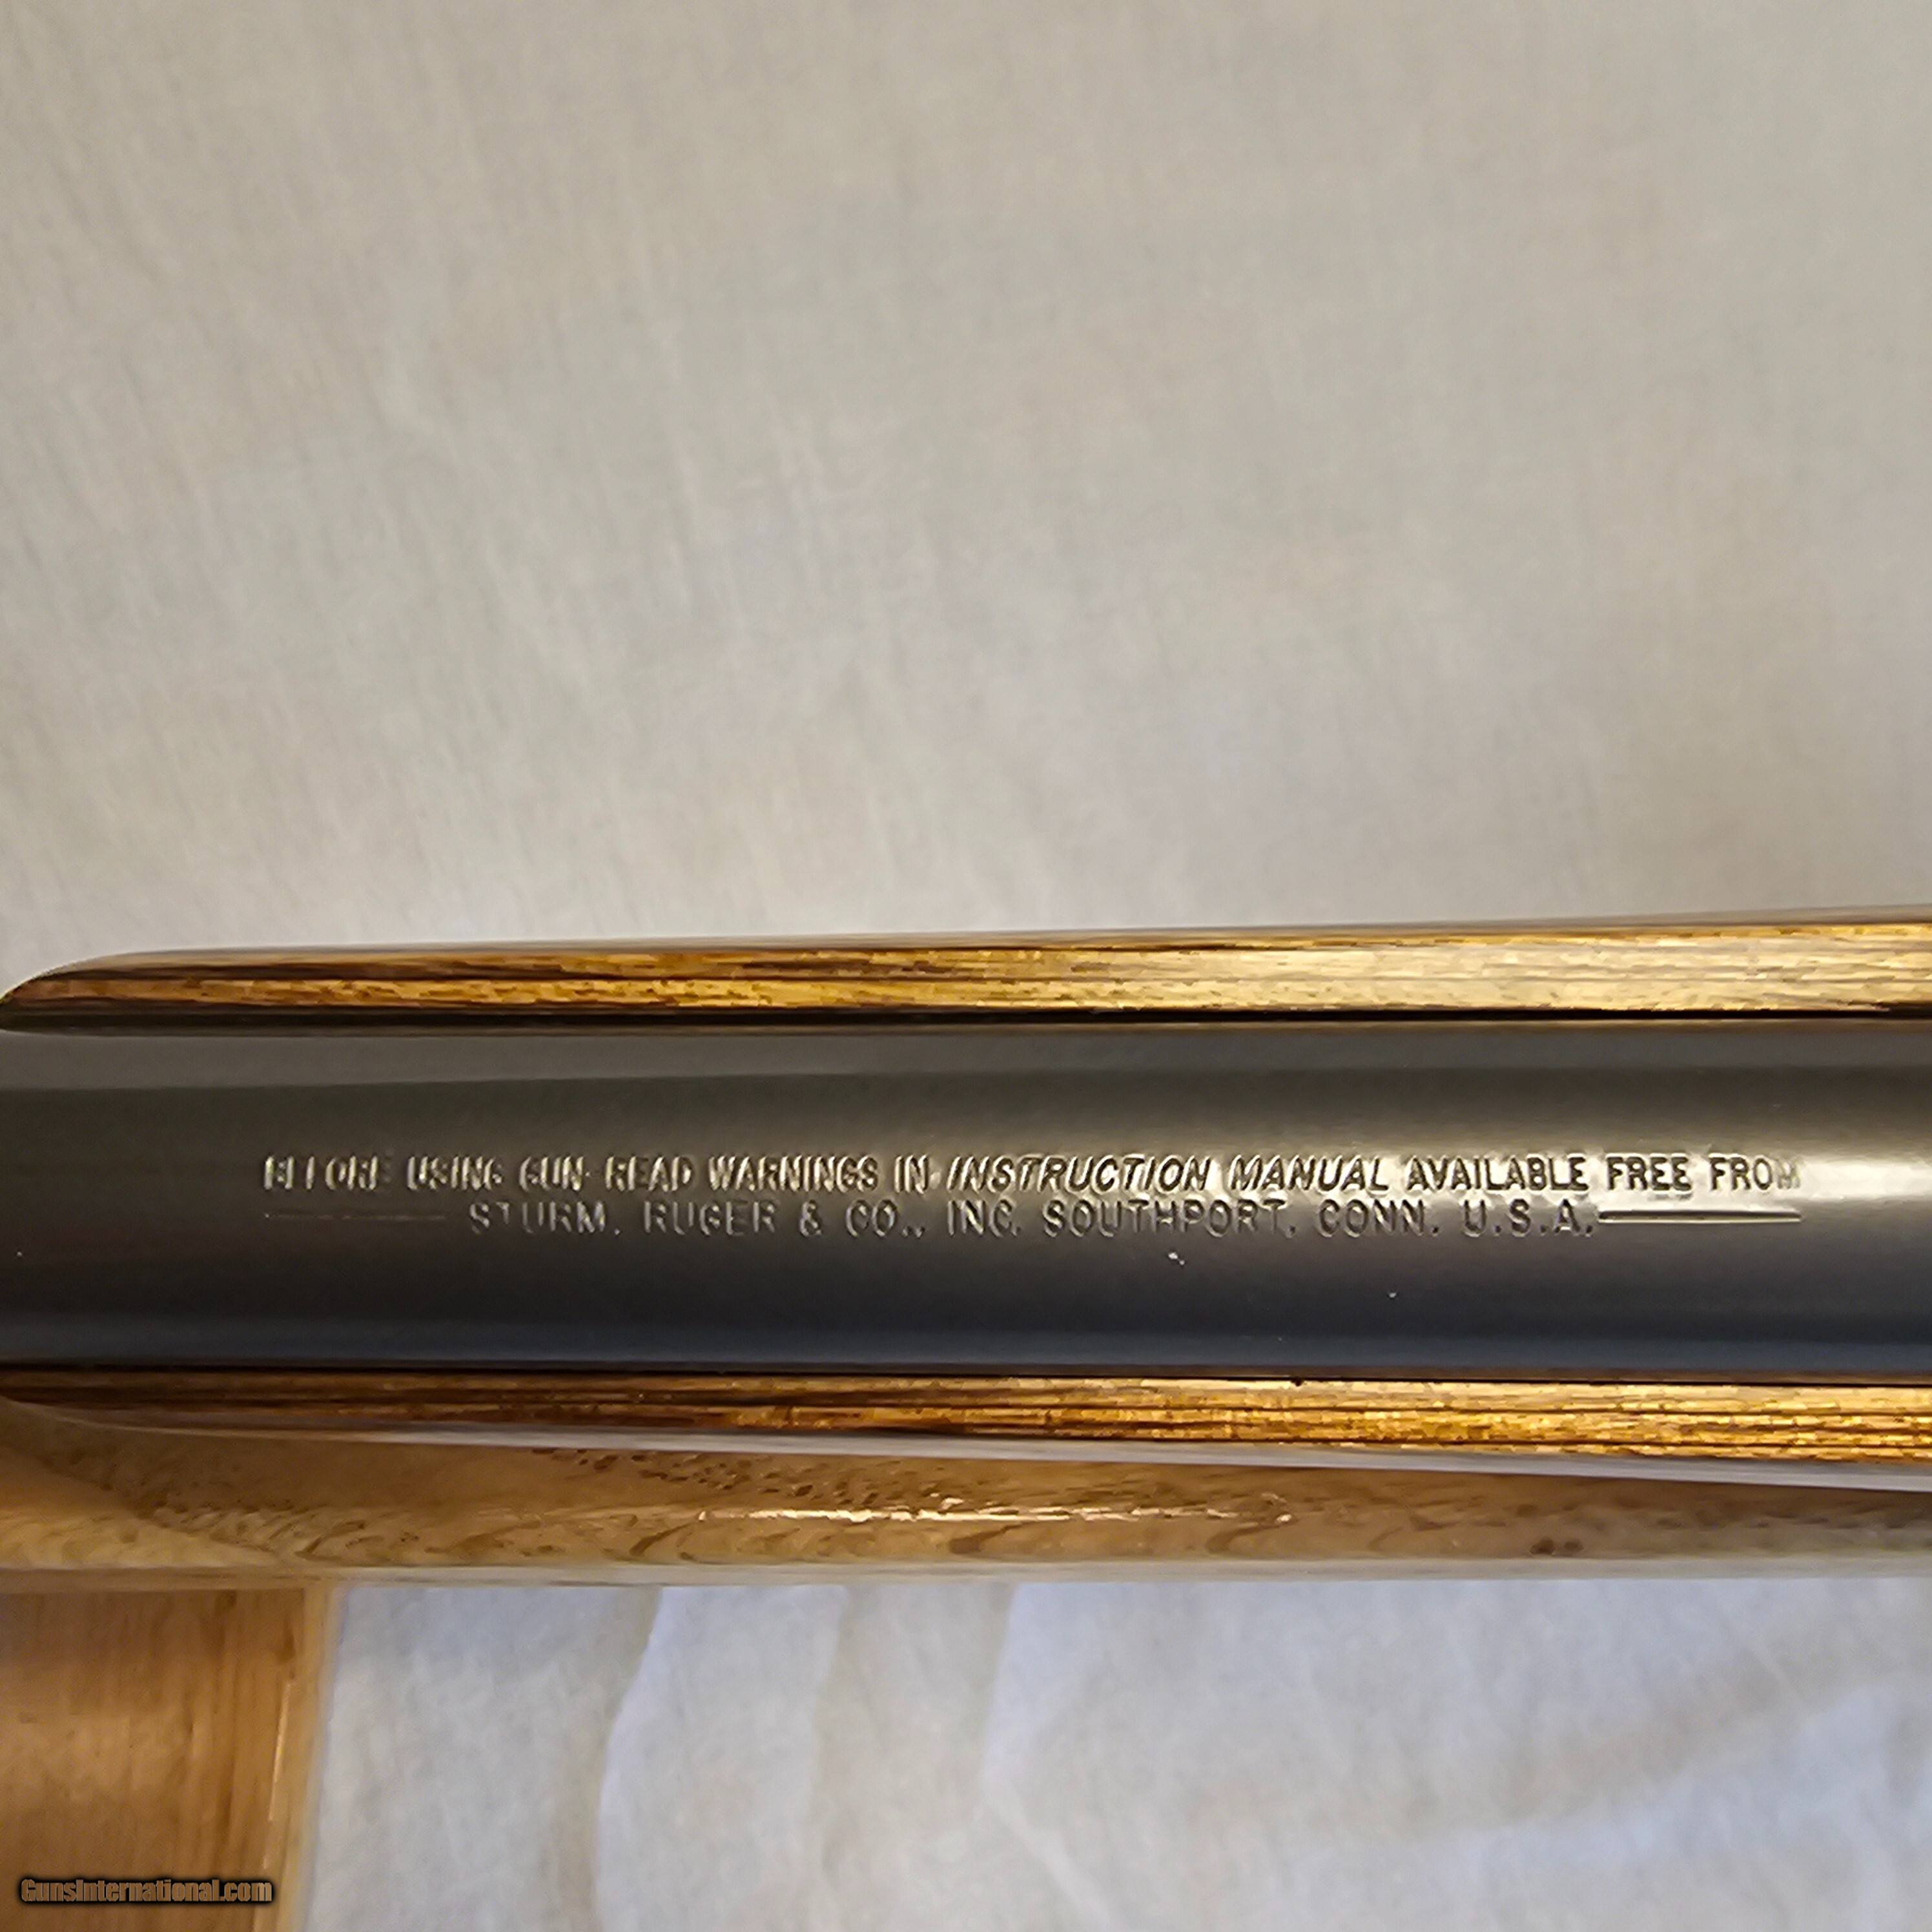 BEFORE USING GUN-READ WARNINGS IN INSTRUCTION MANUAL AVAILABLE FREE FROM
STURM, RUGER & CO., INC. SOUTHPORT, CONN. U.S.A.
GunsInternational.com